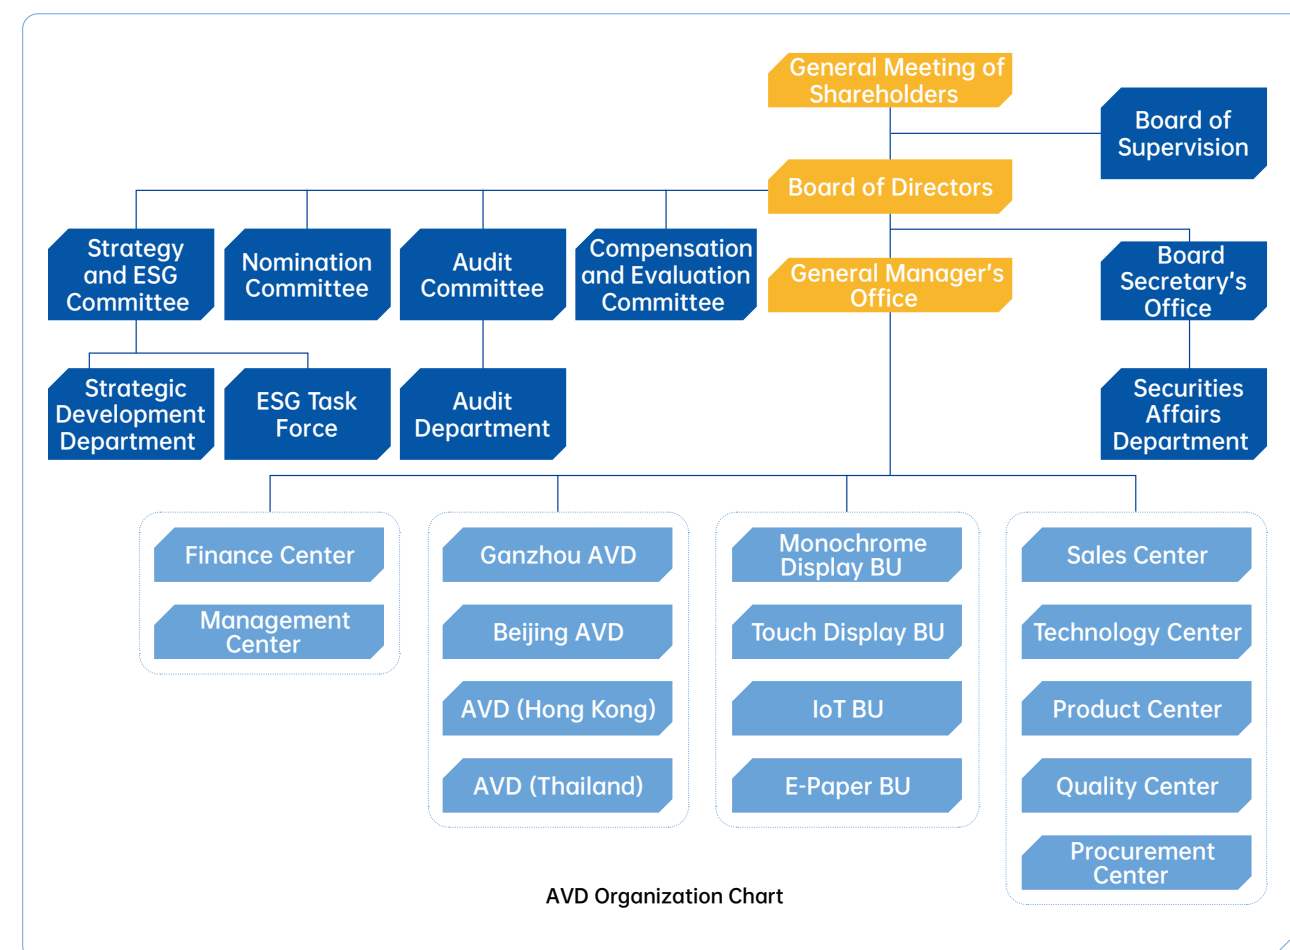 General Meeting of
Shareholders
Board of
Supervision
Board of Directors
Strategy
and ESG
Committee
Nomination
Committee
Audit
Committee
Compensation
and Evaluation
Committee
General Manager's
Office
Board
Secretary's
Office
Strategic
Development
Department
ESG Task
Force
Audit
Department
Securities
Affairs
Department
Finance Center
Management
Center
Ganzhou AVD
Beijing AVD
AVD (Hong Kong)
AVD (Thailand)
Monochrome
Display BU
Touch Display BU
IoT BU
E-Paper BU
Sales Center
Technology Center
Product Center
Quality Center
Procurement
Center
AVD Organization Chart